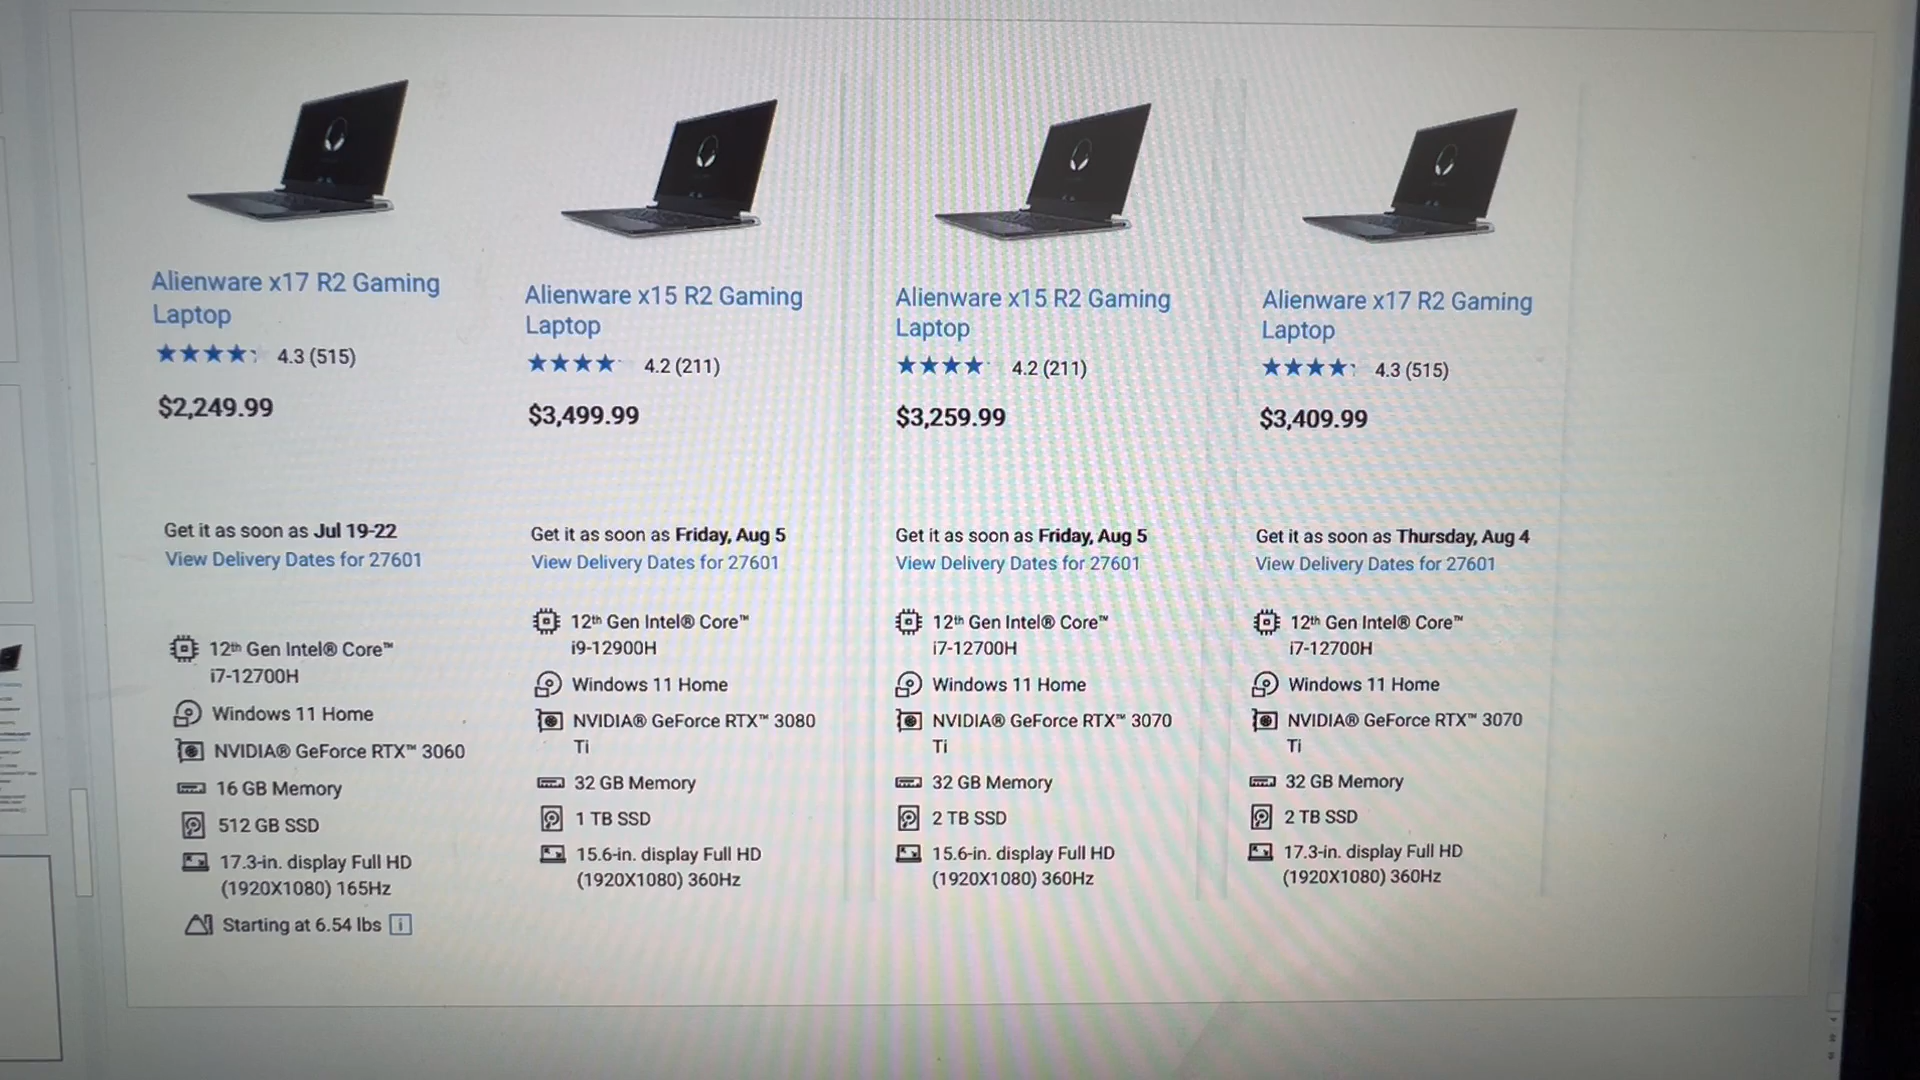 Alienware x17 R2 Gaming
Laptop
4.3 (515)
$2,249.99
Get it as soon as Jul 19-22
View Delivery Dates for 27601
12th Gen Intel® Core™
i7-12700H
Windows 11 Home
NVIDIA® GeForce RTX™ 3060
16 GB Memory
512 GB SSD
17.3-in. display Full HD
(1920X1080) 165Hz
Starting at 6.54 lbs
Alienware x15 R2 Gaming
Laptop
4.2 (211)
$3,499.99
Get it as soon as Friday, Aug 5
View Delivery Dates for 27601
12th Gen Intel® Core™
i9-12900H
Windows 11 Home
NVIDIA® GeForce RTX™ 3080
Ti
32 GB Memory
1 TB SSD
15.6-in. display Full HD
(1920X1080) 360Hz
Alienware x15 R2 Gaming
Laptop
4.2 (211)
$3,259.99
Get it as soon as Friday, Aug 5
View Delivery Dates for 27601
12th Gen Intel® Core™
i7-12700H
Windows 11 Home
NVIDIA® GeForce RTX™ 3070
Ti
32 GB Memory
2 TB SSD
15.6-in. display Full HD
(1920X1080) 360Hz
Alienware x17 R2 Gaming
Laptop
4.3 (515)
$3,409.99
Get it as soon as Thursday, Aug 4
View Delivery Dates for 27601
12th Gen Intel® Core™
i7-12700H
Windows 11 Home
NVIDIA® GeForce RTX™ 3070
Ti
32 GB Memory
2 TB SSD
17.3-in. display Full HD
(1920X1080) 360Hz